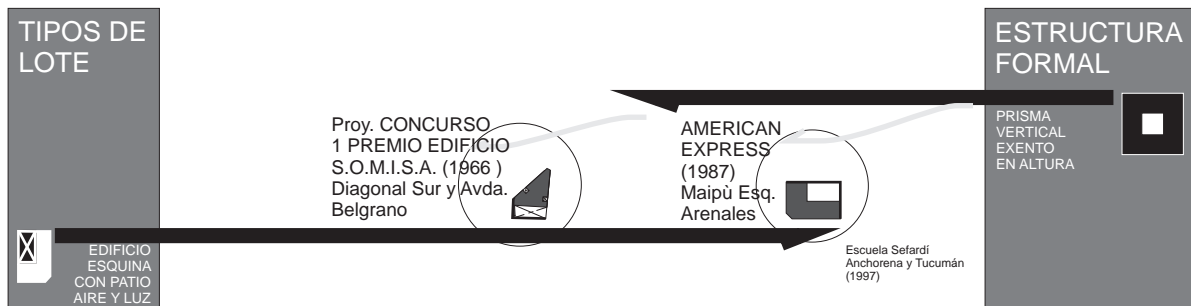 TIPOS DE
LOTE
EDIFICIO
ESQUINA
CON PATIO
AIRE Y LUZ
Proy. CONCURSO
1 PREMIO EDIFICIO
S.O.M.I.S.A. (1966 )
Diagonal Sur y Avda.
Belgrano
AMERICAN
EXPRESS
(1987)
Maipù Esq.
Arenales
Escuela Sefardí
Anchorena y Tucumán
(1997)
ESTRUCTURA
FORMAL
PRISMA
VERTICAL
EXENTO
EN ALTURA